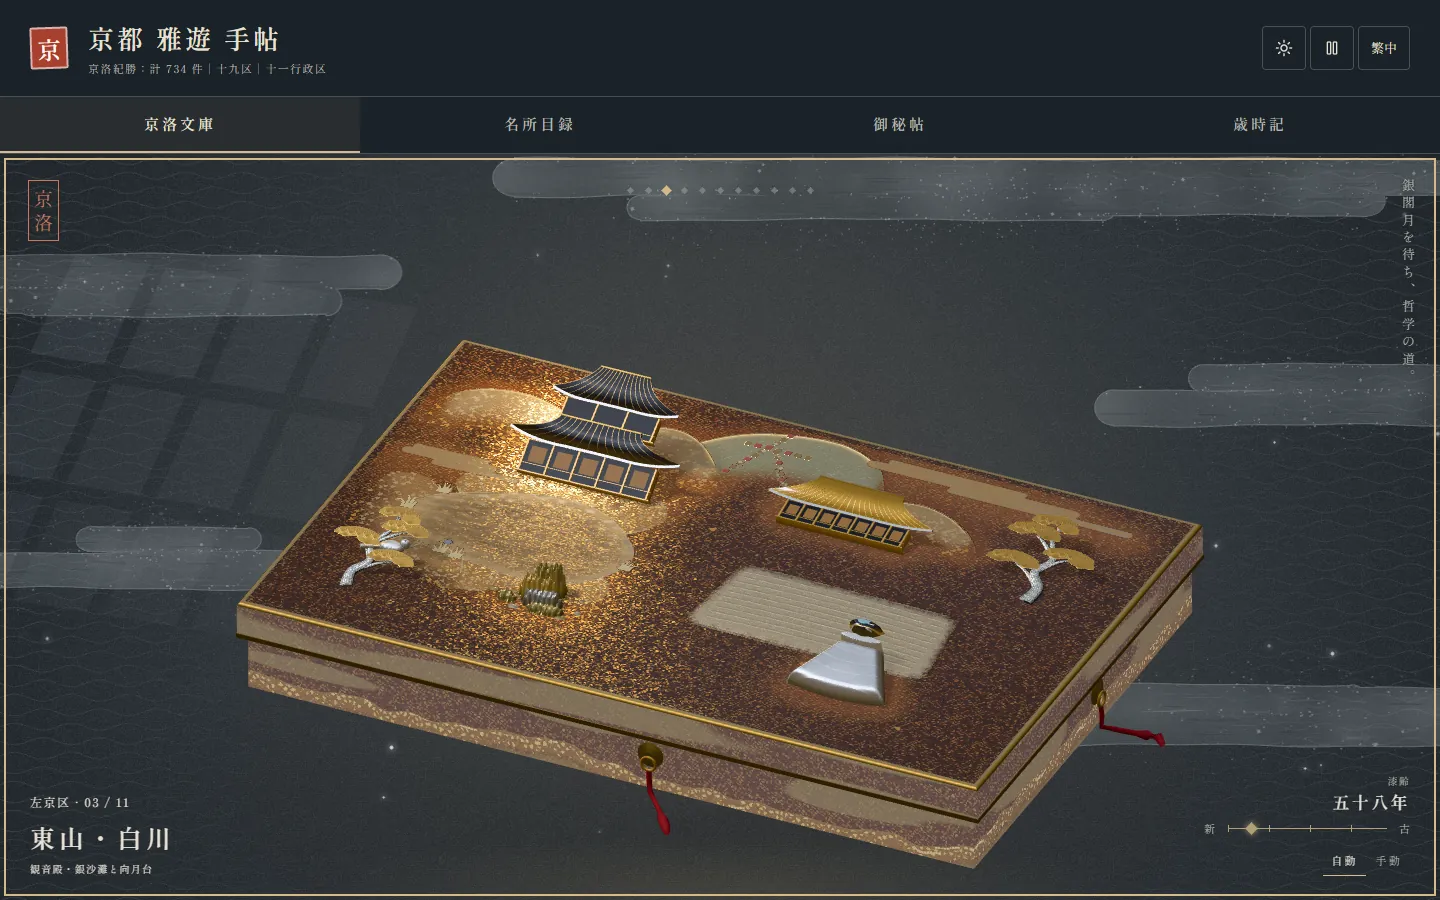 京
京都 雅遊 手帖
京洛紀勝：計 734 件｜十九区｜十一行政区
繁中
京洛文庫
名所目録
御秘帖
歳時記
京洛
銀閣月を待ち、哲学の道。
左京区・03 / 11
東山・白川
観音殿・銀沙灘と向月台
漆齢
五十八年
新
古
自動
手動